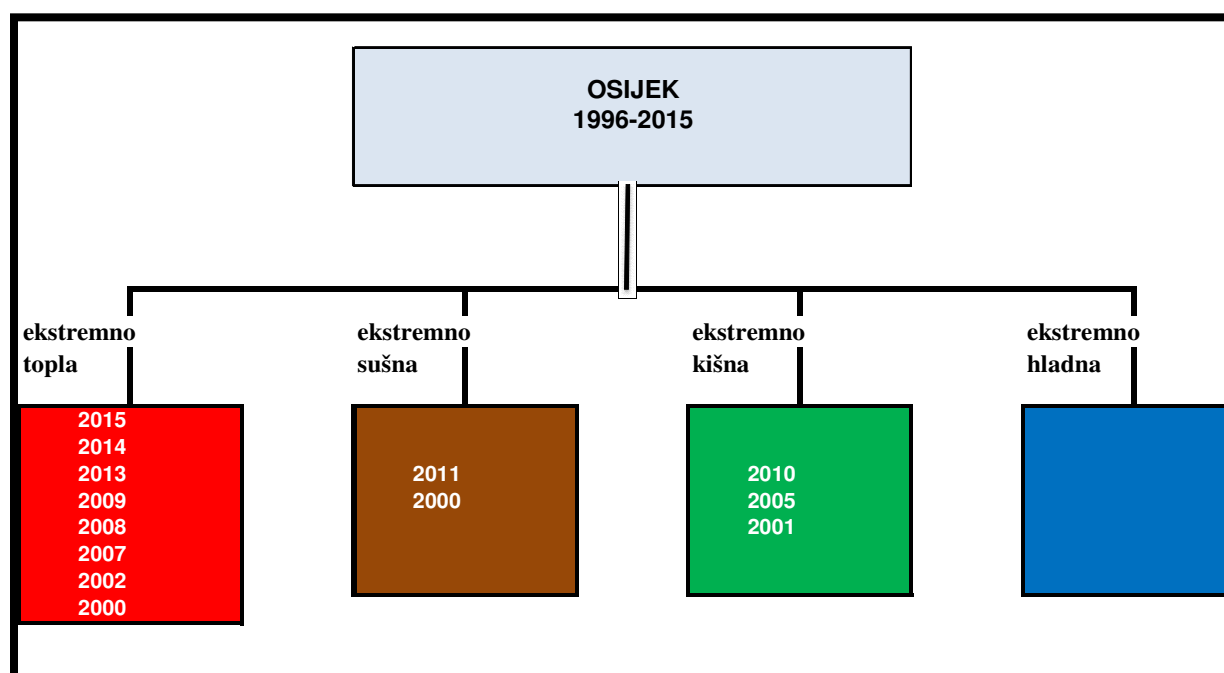 OSIJEK
1996-2015
ekstremno
topla
ekstremno
sušna
ekstremno
kišna
ekstremno
hladna
2015
2014
2013
2009
2008
2007
2002
2000
2011
2000
2010
2005
2001